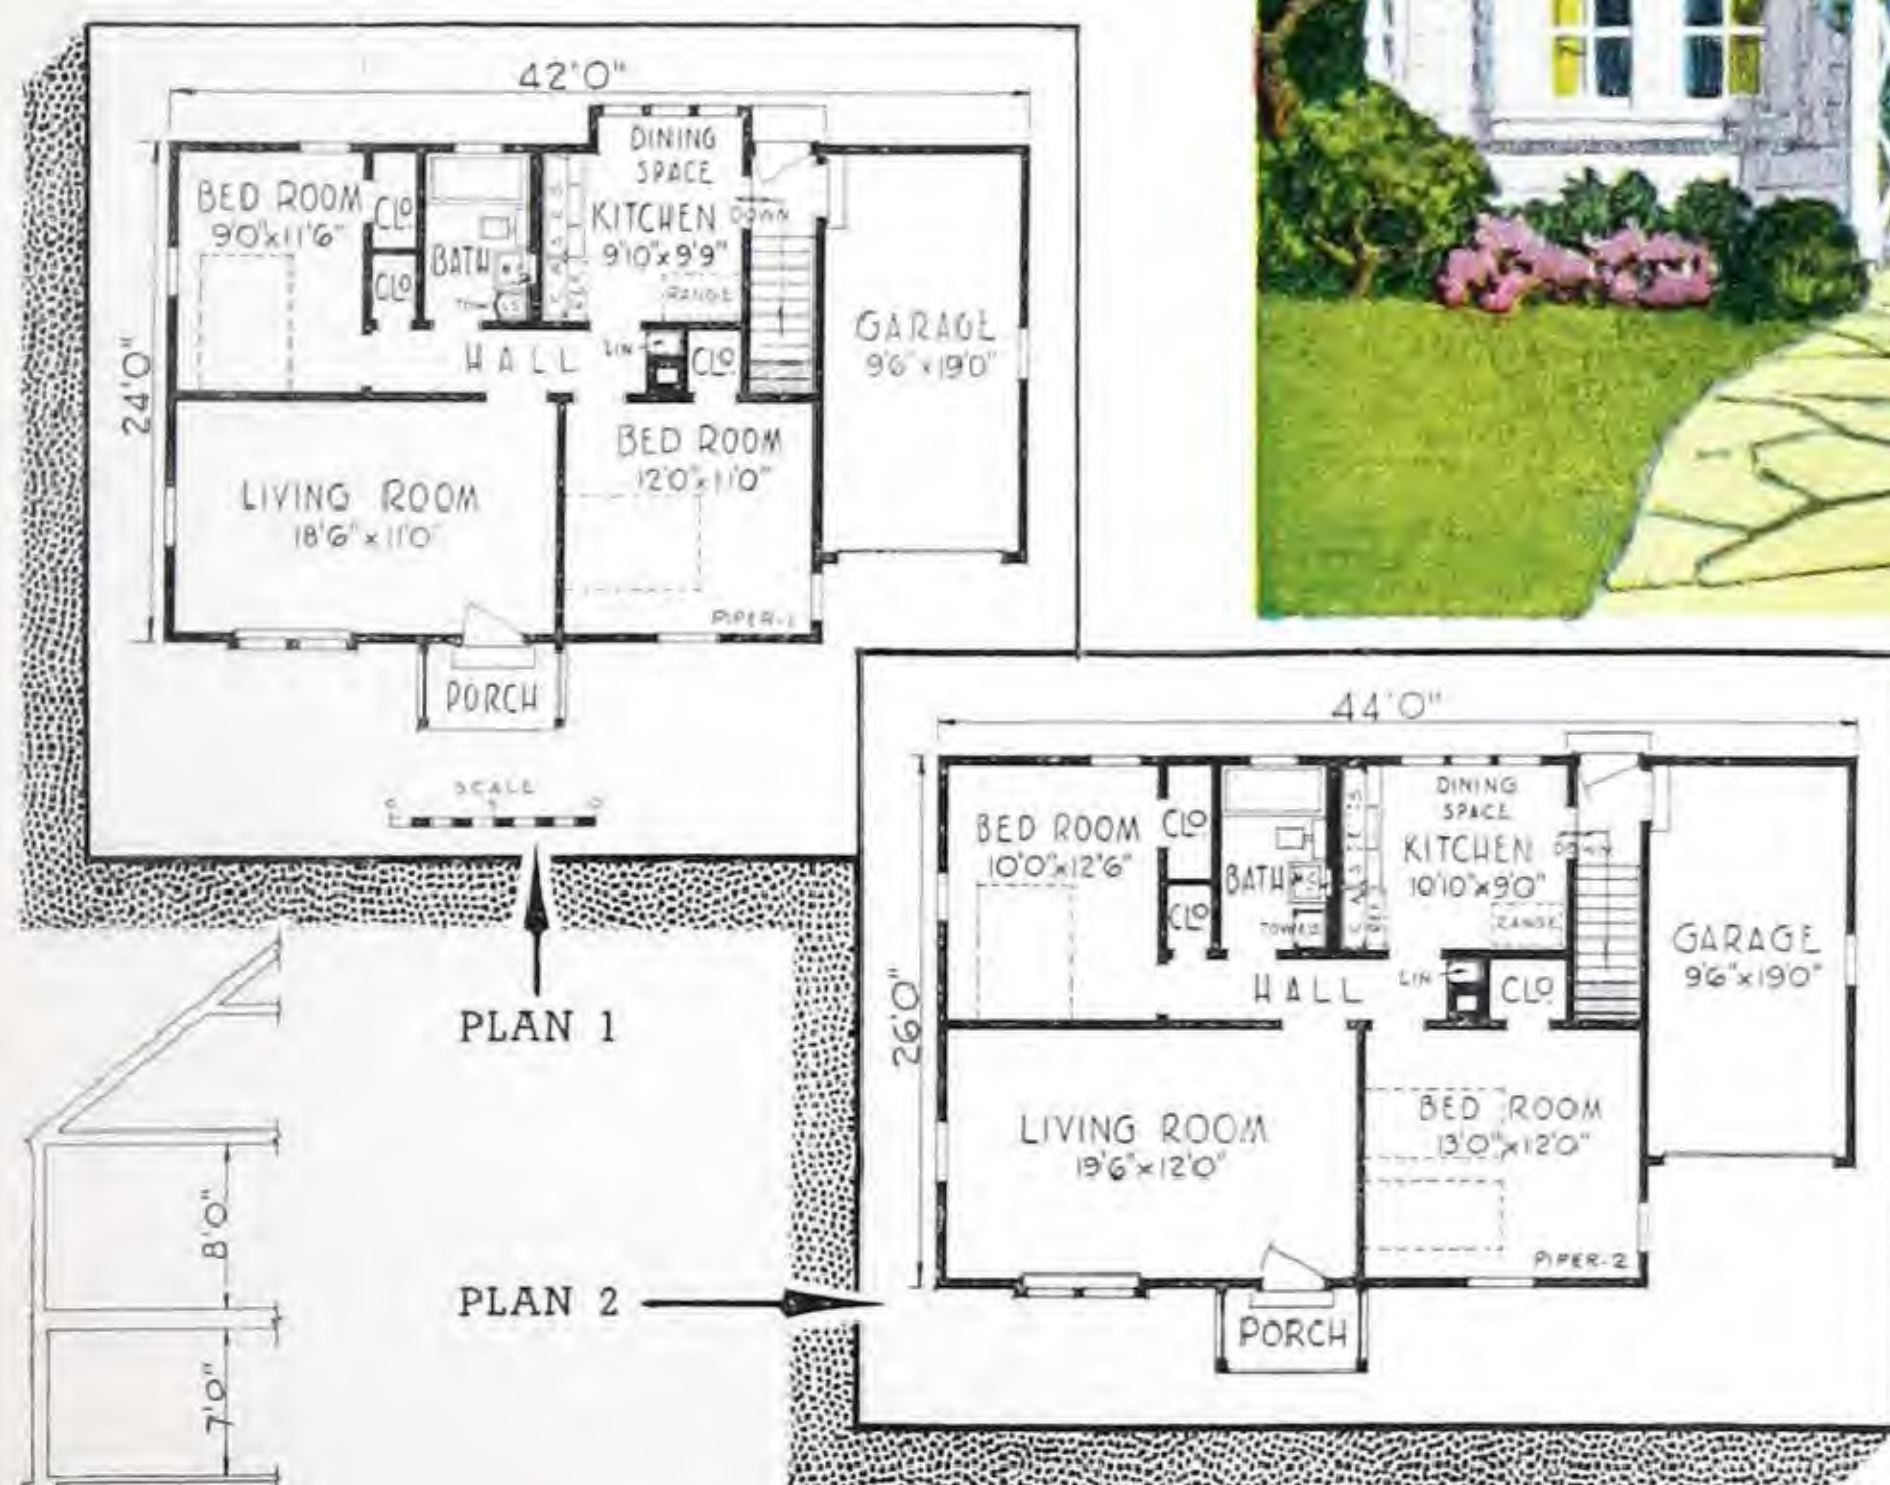 42'0"
DINING
SPACE
BED ROOM
9'0"x11'6"
CLO
KITCHEN
DOWN
9'10"x9'9"
BATH
CLO
RANGE
GARAGE
9'6"x19'0"
HALL
LIN
CLO
24'0"
BED ROOM
12'0"x11'0"
LIVING ROOM
18'6"x11'0"
PIPER-1
PORCH
SCALE
PLAN 1
44'0"
DINING
SPACE
BED ROOM
10'0"x12'6"
CLO
KITCHEN
DOWN
10'10"x9'0"
BATH
M.C.
CLO
TOWELS
CASES
REF
RANGE
GARAGE
9'6"x19'0"
HALL
LIN
CLO
26'0"
BED ROOM
13'0"x12'0"
LIVING ROOM
19'6"x12'0"
PIPER-2
PORCH
PLAN 2
8'0"
7'0"